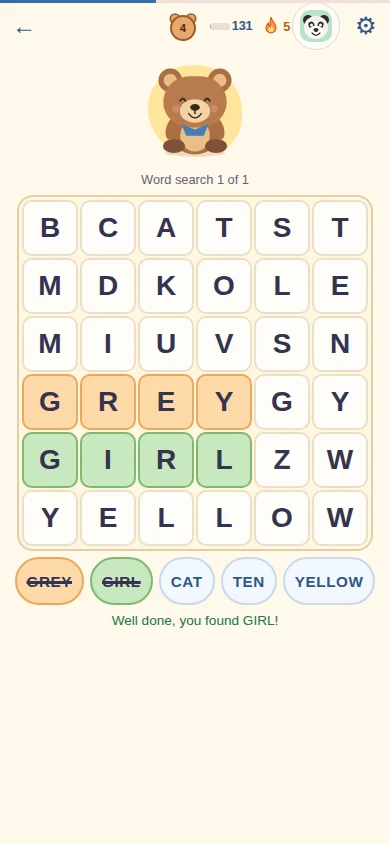 ←
4
131
5
Word search 1 of 1
B C A T S T
M D K O L E
M I U V S N
G R E Y G Y
G I R L Z W
Y E L L O W
GREY GIRL CAT TEN YELLOW
Well done, you found GIRL!